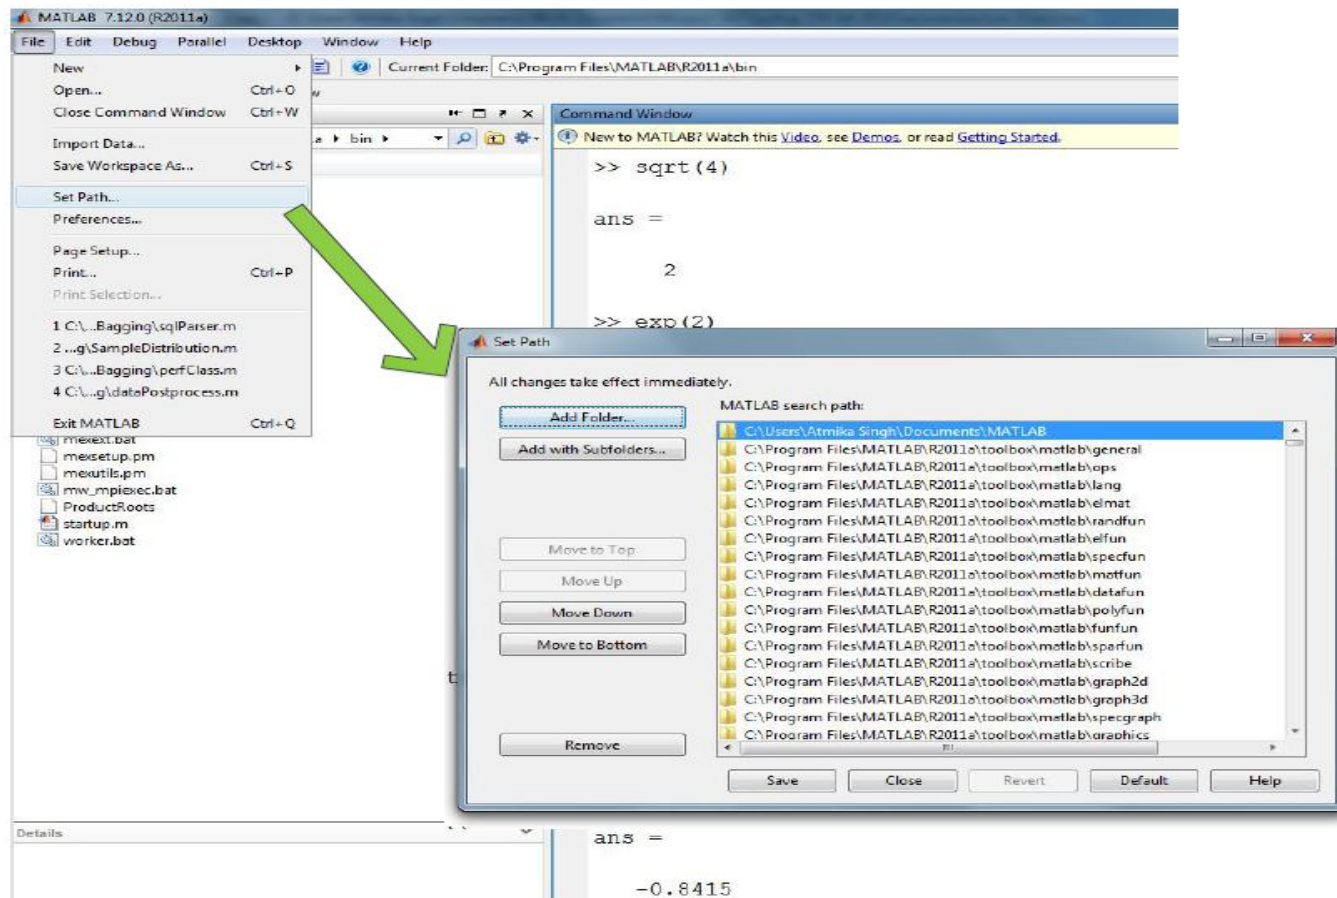 MATLAB 7.12.0 (R2011a)
File Edit Debug Parallel Desktop Window Help
New
Open... Ctrl+O
Close Command Window Ctrl+W
Import Data...
Save Workspace As... Ctrl+S
Set Path...
Preferences...
Page Setup...
Print... Ctrl+P
Print Selection...
1 C:\...Bagging\sqlParser.m
2 ...g\SampleDistribution.m
3 C:\...Bagging\perfClass.m
4 C:\...g\dataPostprocess.m
Exit MATLAB Ctrl+Q
Current Folder: C:\Program Files\MATLAB\R2011a\bin
bin
mexext.bat
mexsetup.pm
mexutils.pm
mw_mpiexec.bat
ProductRoots
startup.m
worker.bat
Details
Command Window
New to MATLAB? Watch this Video, see Demos, or read Getting Started.
>> sqrt(4)
ans =
2
>> exp(2)
Set Path
All changes take effect immediately.
Add Folder...
Add with Subfolders...
Move to Top
Move Up
Move Down
Move to Bottom
Remove
MATLAB search path:
C:\Users\Atmika Singh\Documents\MATLAB
C:\Program Files\MATLAB\R2011a\toolbox\matlab\general
C:\Program Files\MATLAB\R2011a\toolbox\matlab\ops
C:\Program Files\MATLAB\R2011a\toolbox\matlab\lang
C:\Program Files\MATLAB\R2011a\toolbox\matlab\elmat
C:\Program Files\MATLAB\R2011a\toolbox\matlab\randfun
C:\Program Files\MATLAB\R2011a\toolbox\matlab\elfun
C:\Program Files\MATLAB\R2011a\toolbox\matlab\specfun
C:\Program Files\MATLAB\R2011a\toolbox\matlab\matfun
C:\Program Files\MATLAB\R2011a\toolbox\matlab\datafun
C:\Program Files\MATLAB\R2011a\toolbox\matlab\polyfun
C:\Program Files\MATLAB\R2011a\toolbox\matlab\funfun
C:\Program Files\MATLAB\R2011a\toolbox\matlab\sparfun
C:\Program Files\MATLAB\R2011a\toolbox\matlab\scribe
C:\Program Files\MATLAB\R2011a\toolbox\matlab\graph2d
C:\Program Files\MATLAB\R2011a\toolbox\matlab\graph3d
C:\Program Files\MATLAB\R2011a\toolbox\matlab\specgraph
C:\Program Files\MATLAB\R2011a\toolbox\matlab\graphics
Save Close Revert Default Help
ans =
-0.8415